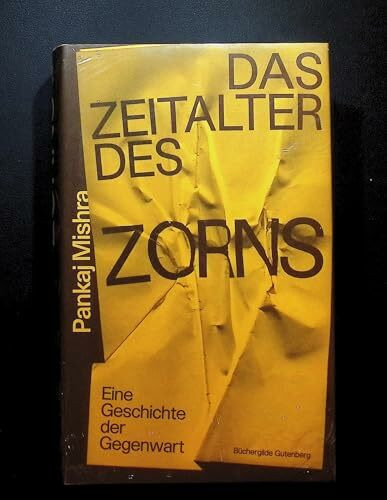 DAS
ZEITALTER
DES
ZORNS
Pankaj Mishra
Eine
Geschichte
der
Gegenwart
Büchergilde Gutenberg